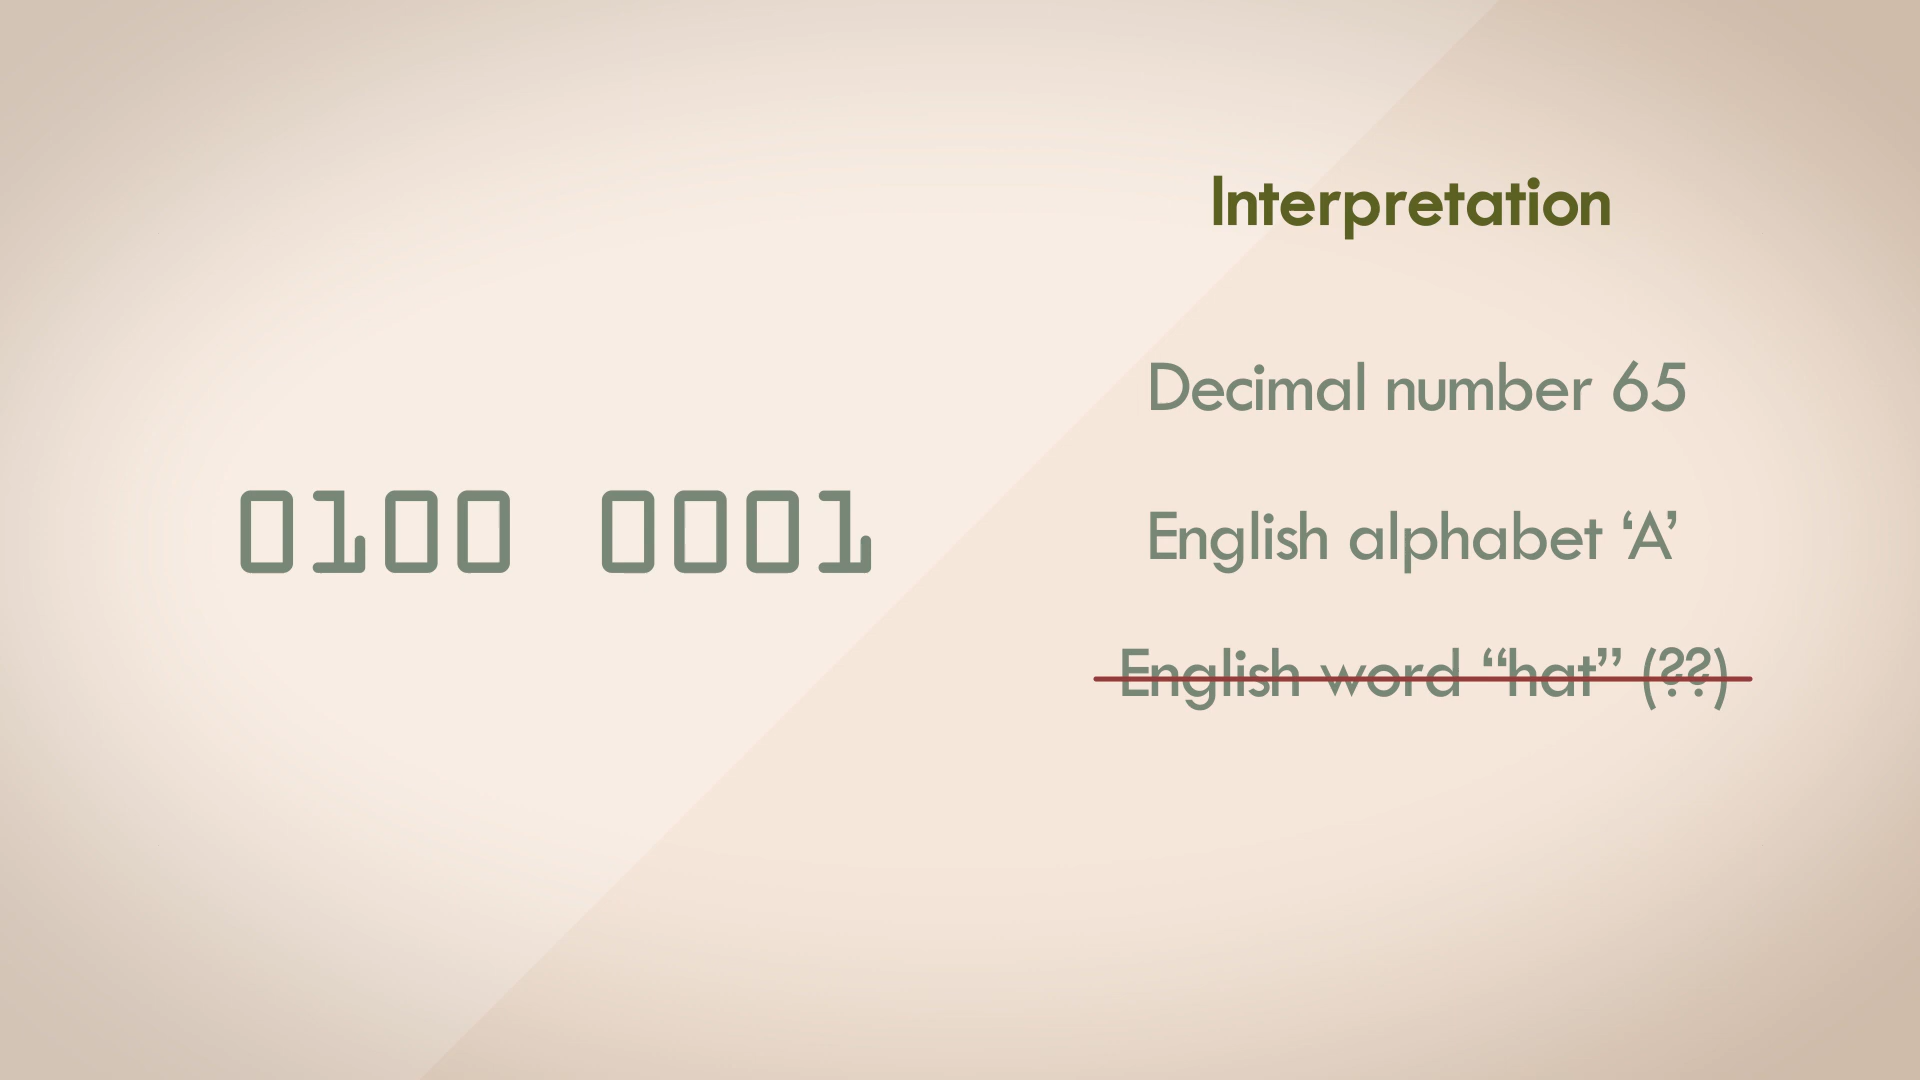 Interpretation
Decimal number 65
0100 0001
English alphabet ‘A’
English word “hat” (??)